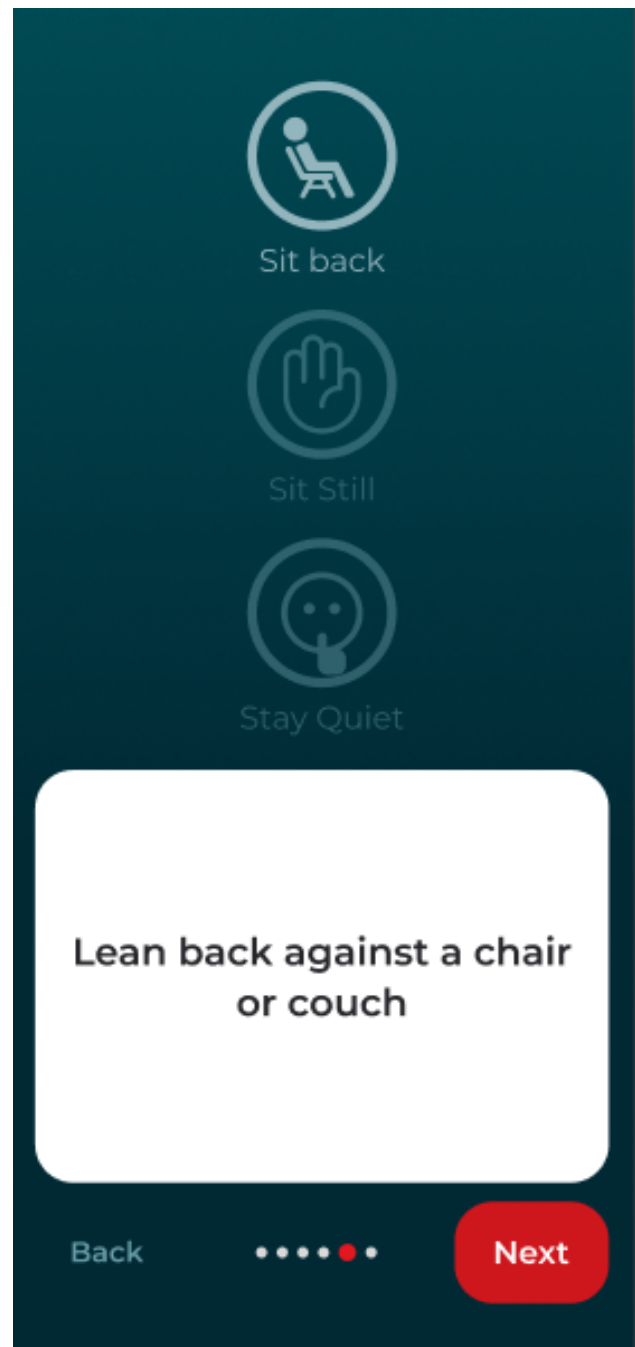 Sit back
Sit Still
Stay Quiet
Lean back against a chair
or couch
Back
Next